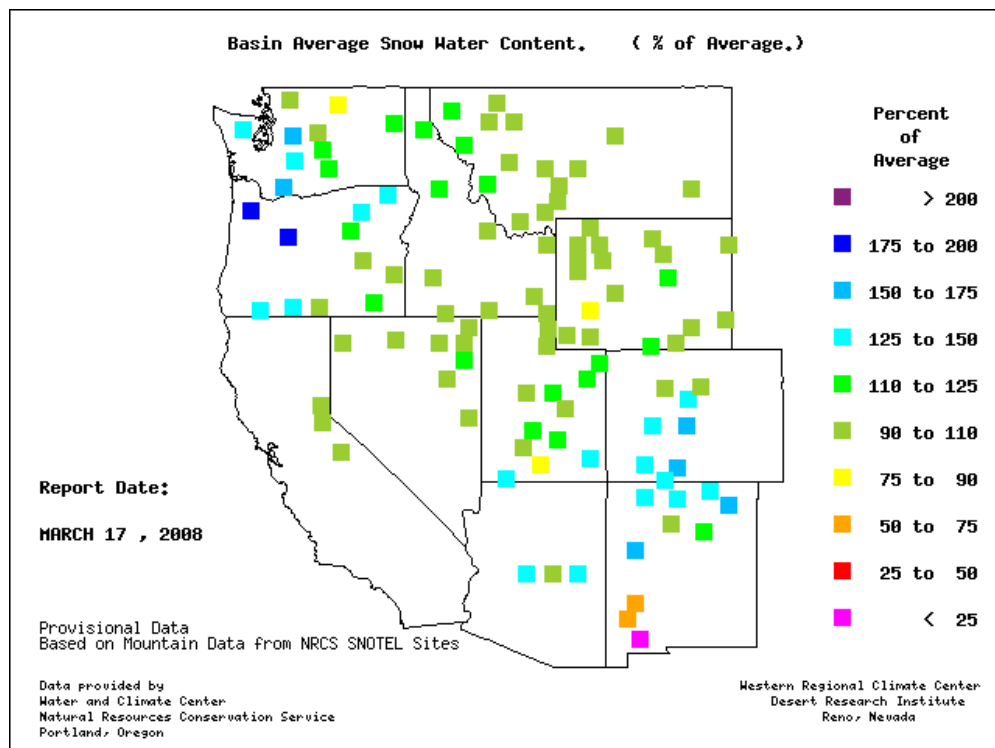 Basin Average Snow Water Content. ( % of Average.)
Percent
of
Average
> 200
175 to 200
150 to 175
125 to 150
110 to 125
90 to 110
75 to 90
50 to 75
25 to 50
< 25
Report Date:
MARCH 17 , 2008
Provisional Data
Based on Mountain Data from NRCS SNOTEL Sites
Data provided by
Water and Climate Center
Natural Resources Conservation Service
Portland, Oregon
Western Regional Climate Center
Desert Research Institute
Reno, Nevada